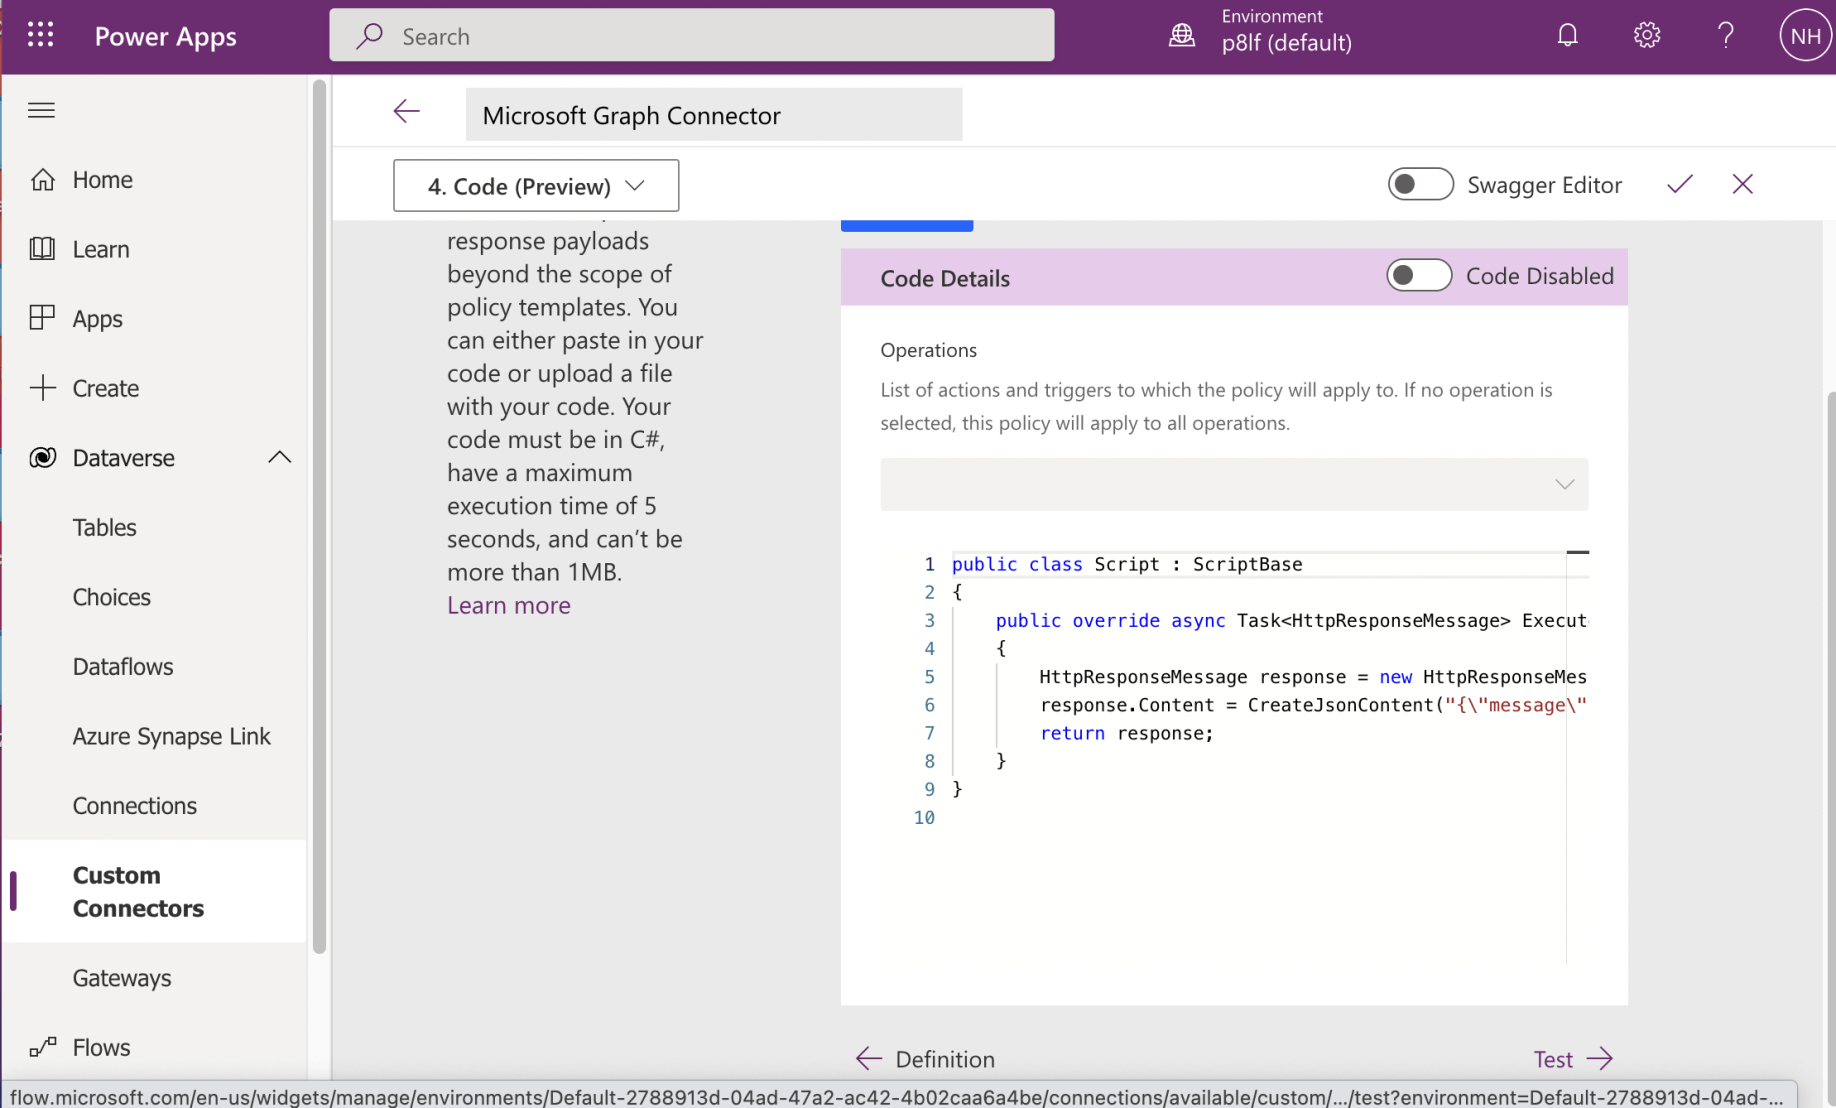 Power Apps
Search
Environment
p8lf (default)
NH
Microsoft Graph Connector
4. Code (Preview)
Swagger Editor
Home
Learn
Apps
Create
Dataverse
Tables
Choices
Dataflows
Azure Synapse Link
Connections
Custom
Connectors
Gateways
Flows
response payloads
beyond the scope of
policy templates. You
can either paste in your
code or upload a file
with your code. Your
code must be in C#,
have a maximum
execution time of 5
seconds, and can’t be
more than 1MB.
Learn more
Code Details
Code Disabled
Operations
List of actions and triggers to which the policy will apply to. If no operation is
selected, this policy will apply to all operations.
1 public class Script : ScriptBase
2 {
3 public override async Task<HttpResponseMessage> Execut
4 {
5 HttpResponseMessage response = new HttpResponseMes
6 response.Content = CreateJsonContent("{\"message\"
7 return response;
8 }
9 }
10
Definition
Test
flow.microsoft.com/en-us/widgets/manage/environments/Default-2788913d-04ad-47a2-ac42-4b02caa6a4be/connections/available/custom/.../test?environment=Default-2788913d-04ad-...